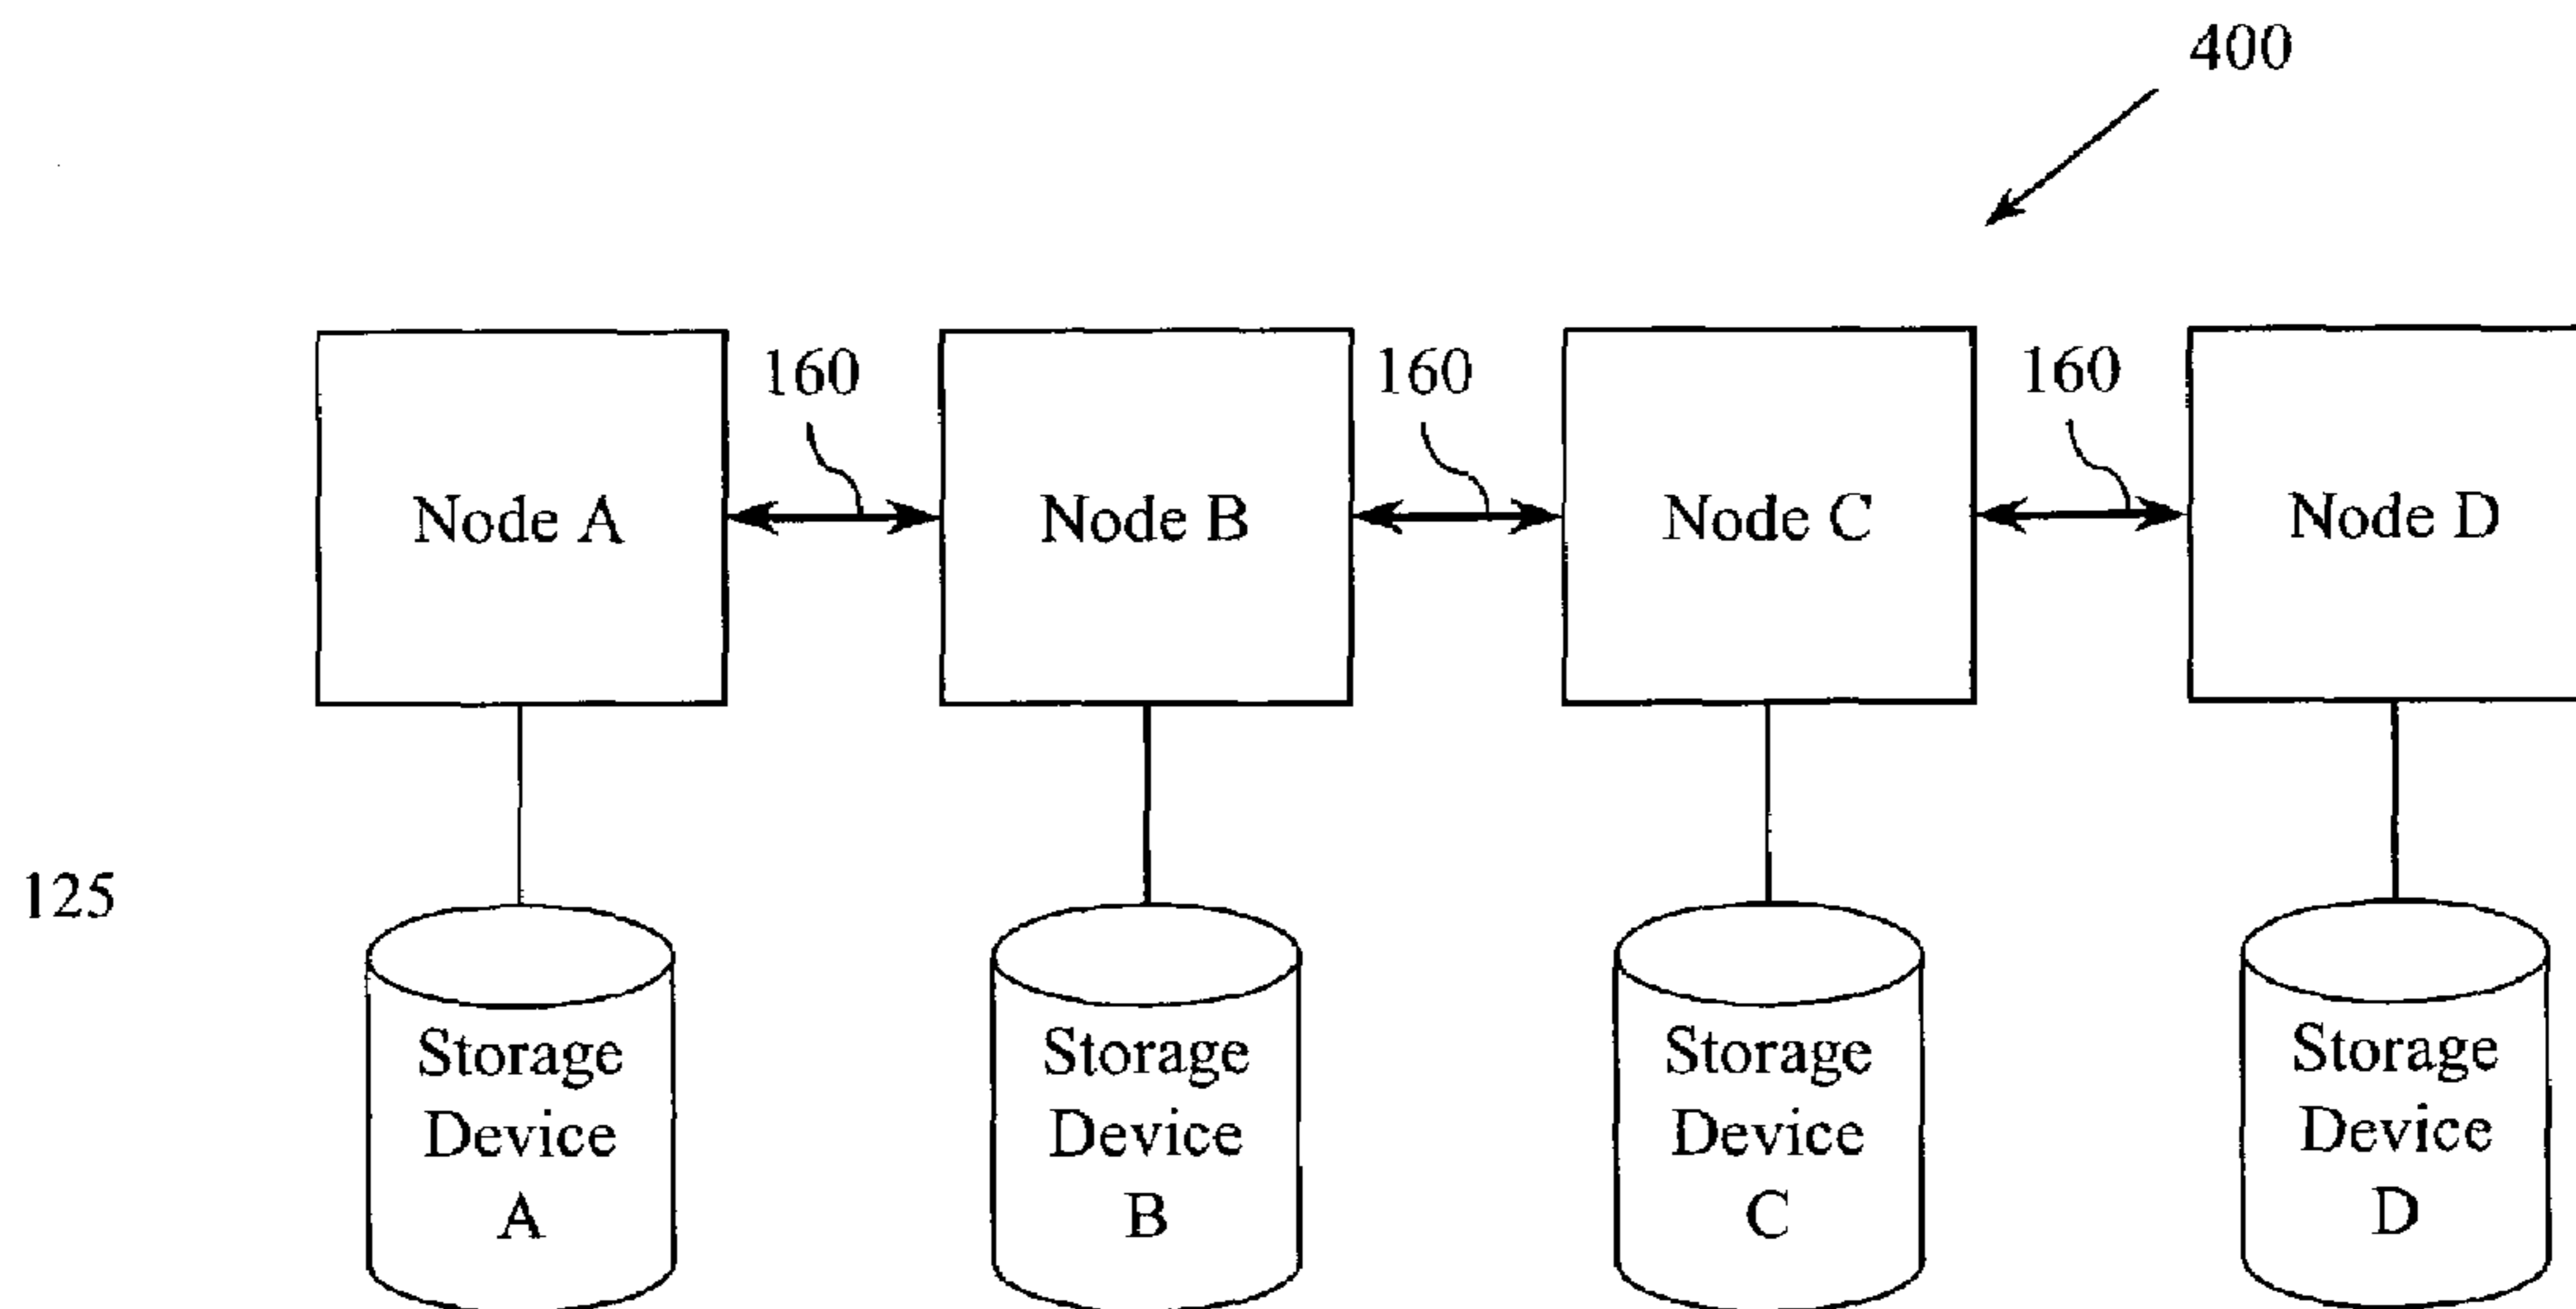 400
160
160
160
Node A
Node B
Node C
Node D
125
Storage
Device
A
Storage
Device
B
Storage
Device
C
Storage
Device
D